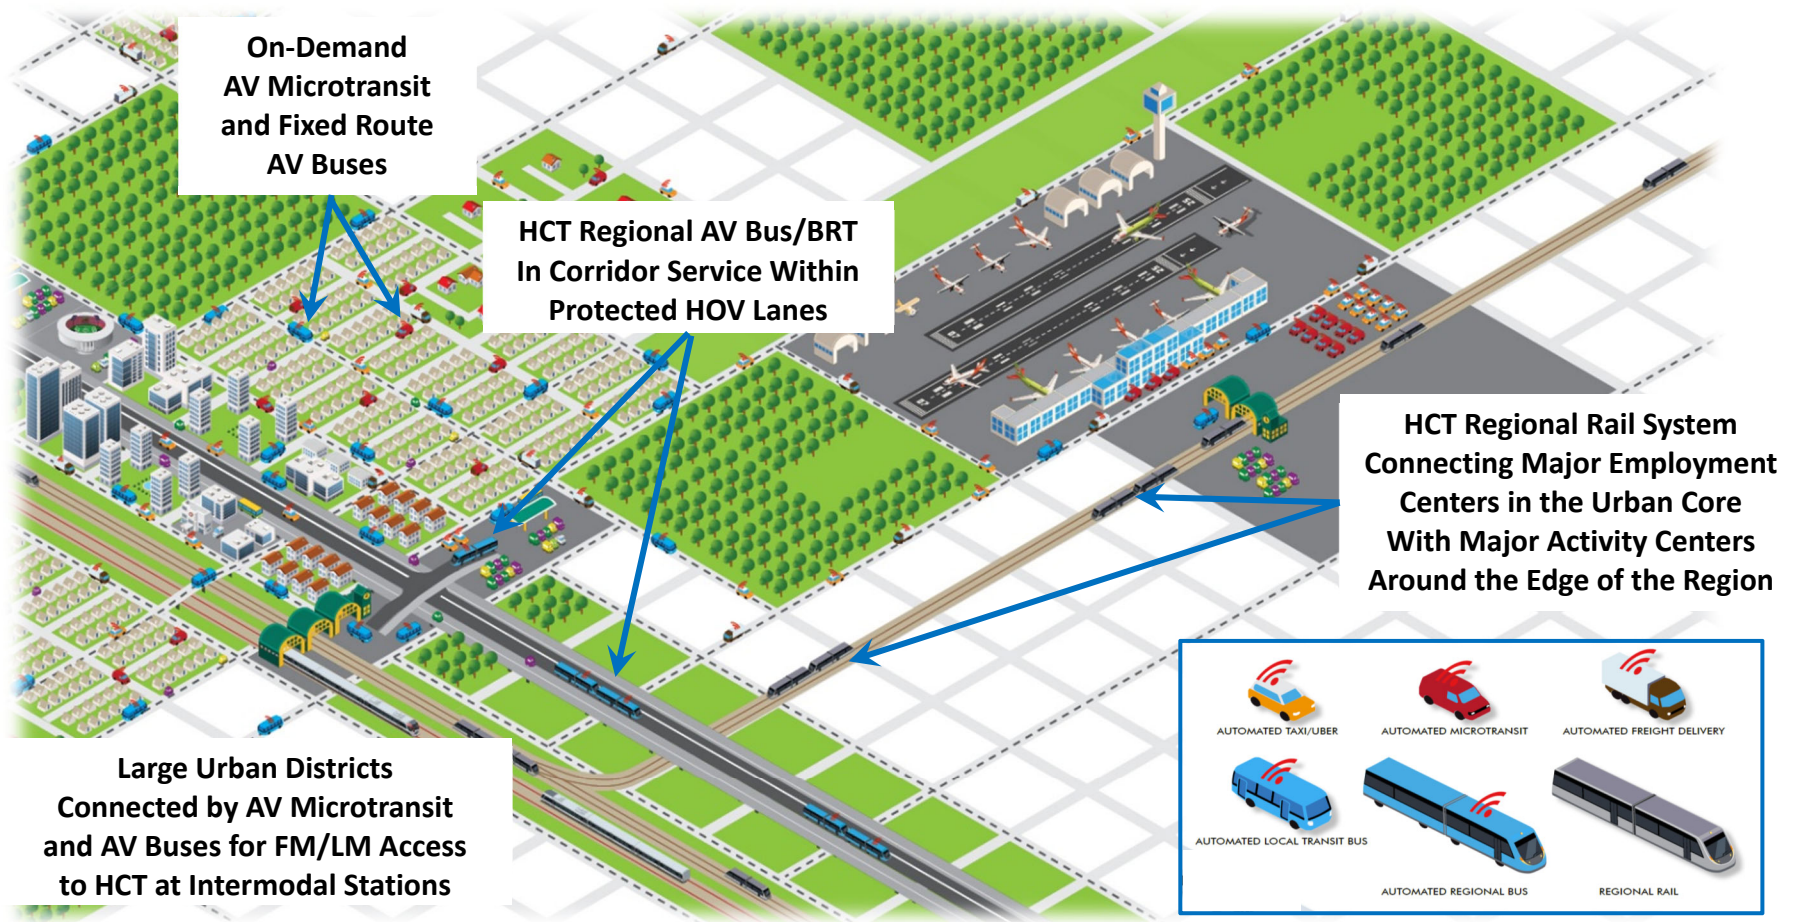 On-Demand
AV Microtransit
and Fixed Route
AV Buses
HCT Regional AV Bus/BRT
In Corridor Service Within
Protected HOV Lanes
HCT Regional Rail System
Connecting Major Employment
Centers in the Urban Core
With Major Activity Centers
Around the Edge of the Region
Large Urban Districts
Connected by AV Microtransit
and AV Buses for FM/LM Access
to HCT at Intermodal Stations
AUTOMATED TAXI/UBER
AUTOMATED MICROTRANSIT
AUTOMATED FREIGHT DELIVERY
AUTOMATED LOCAL TRANSIT BUS
AUTOMATED REGIONAL BUS
REGIONAL RAIL